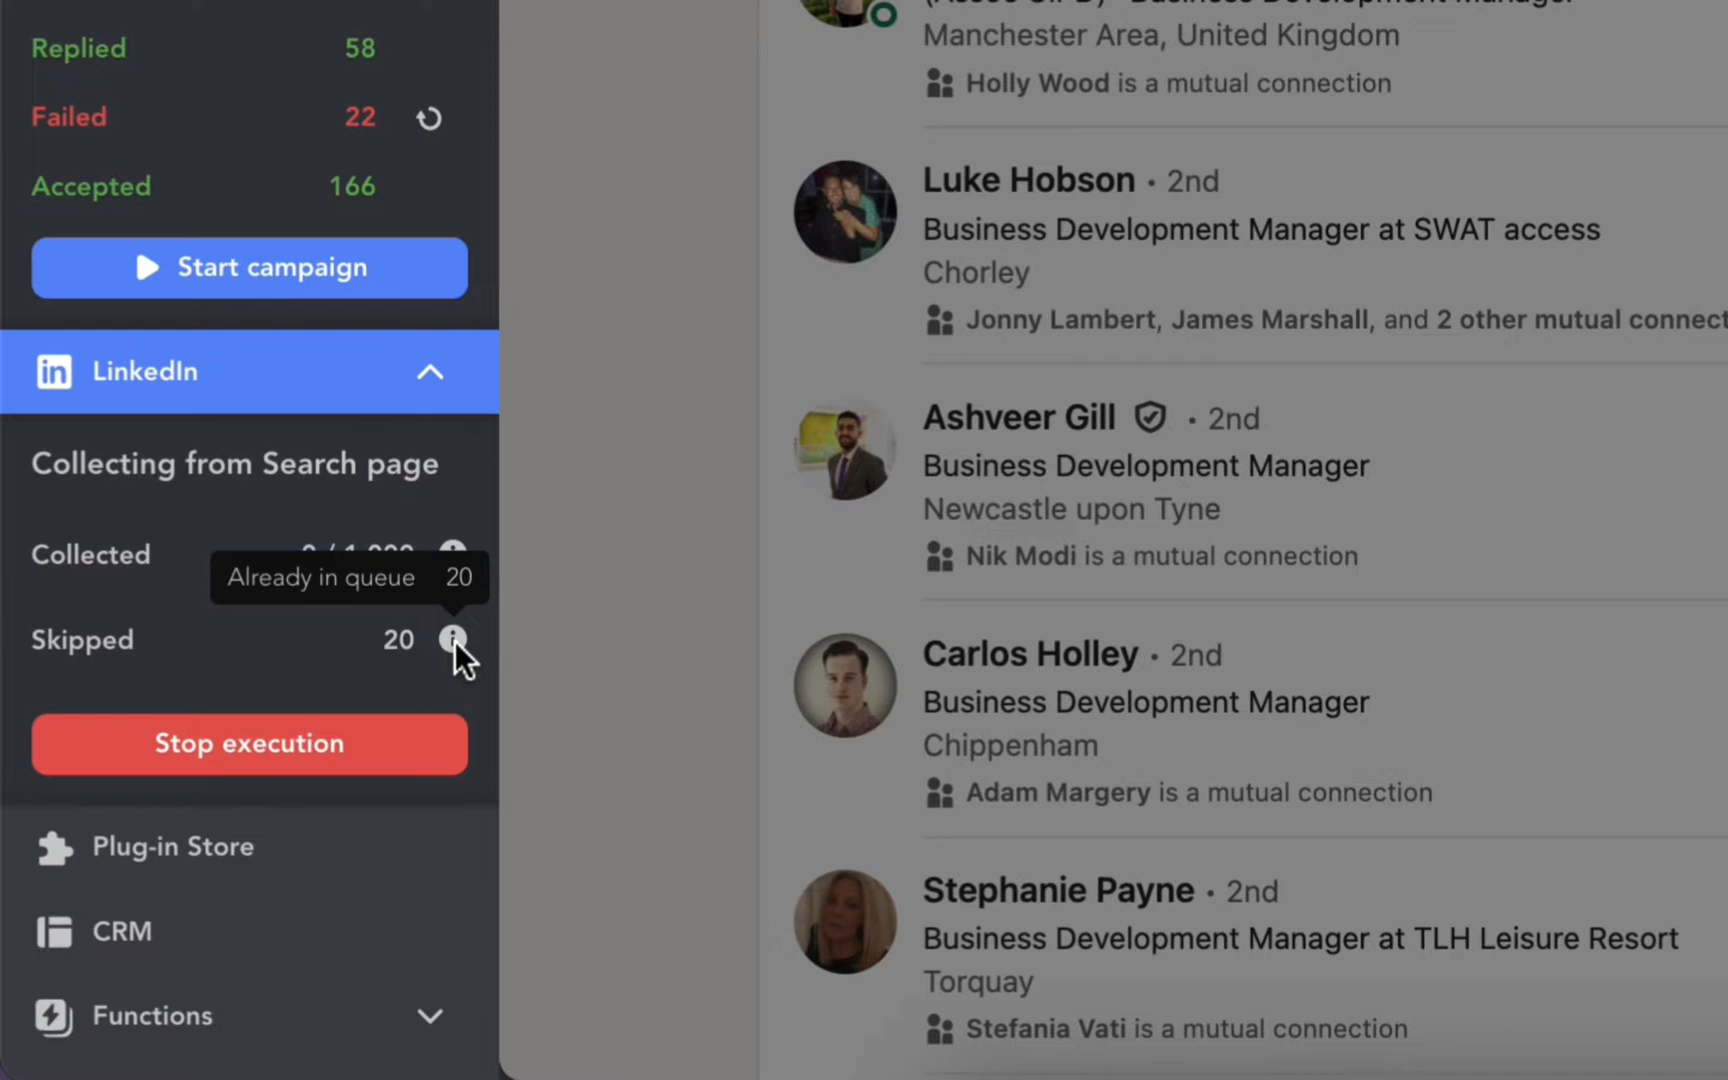 Replied 58
Failed 22
Accepted 166
Start campaign
in LinkedIn
Collecting from Search page
Collected
Already in queue 20
Skipped 20
Stop execution
Plug-in Store
CRM
Functions
Manchester Area, United Kingdom
Holly Wood is a mutual connection
Luke Hobson • 2nd
Business Development Manager at SWAT access
Chorley
Jonny Lambert, James Marshall, and 2 other mutual connect
Ashveer Gill • 2nd
Business Development Manager
Newcastle upon Tyne
Nik Modi is a mutual connection
Carlos Holley • 2nd
Business Development Manager
Chippenham
Adam Margery is a mutual connection
Stephanie Payne • 2nd
Business Development Manager at TLH Leisure Resort
Torquay
Stefania Vati is a mutual connection